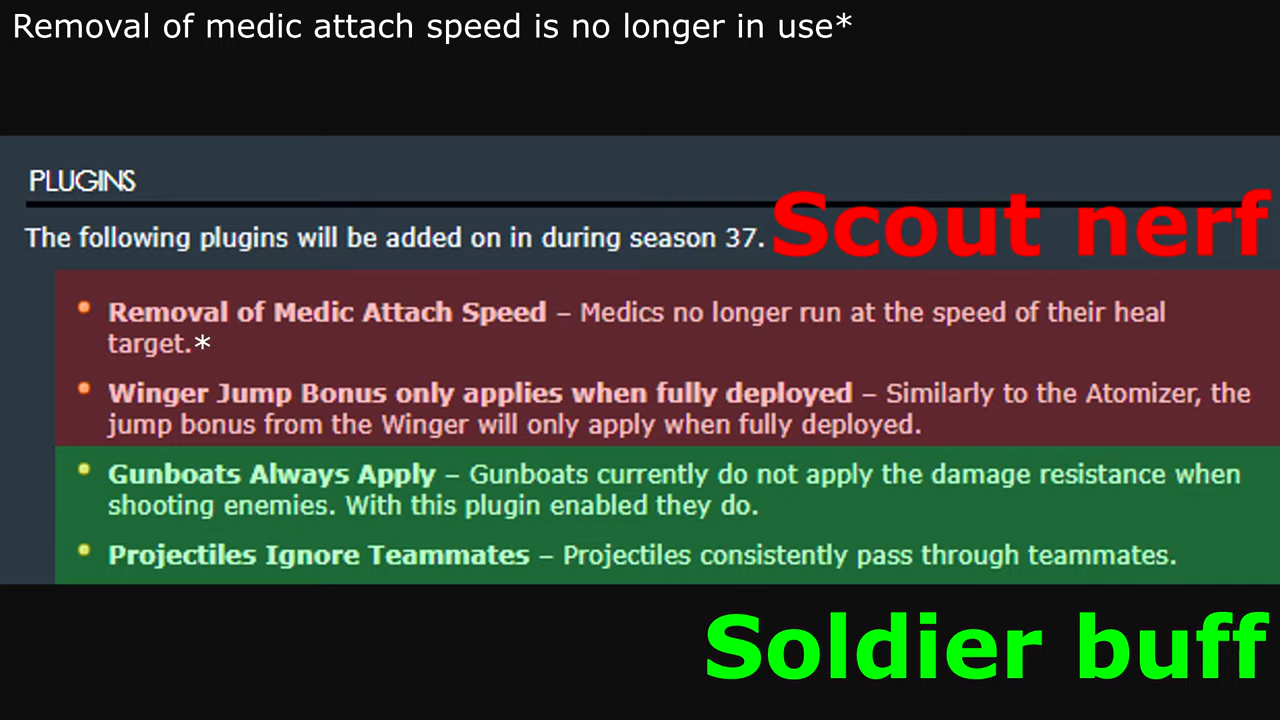 Removal of medic attach speed is no longer in use*
PLUGINS
The following plugins will be added on in during season 37.
Scout nerf
Removal of Medic Attach Speed – Medics no longer run at the speed of their heal
target.*
Winger Jump Bonus only applies when fully deployed – Similarly to the Atomizer, the
jump bonus from the Winger will only apply when fully deployed.
Gunboats Always Apply – Gunboats currently do not apply the damage resistance when
shooting enemies. With this plugin enabled they do.
Projectiles Ignore Teammates – Projectiles consistently pass through teammates.
Soldier buff